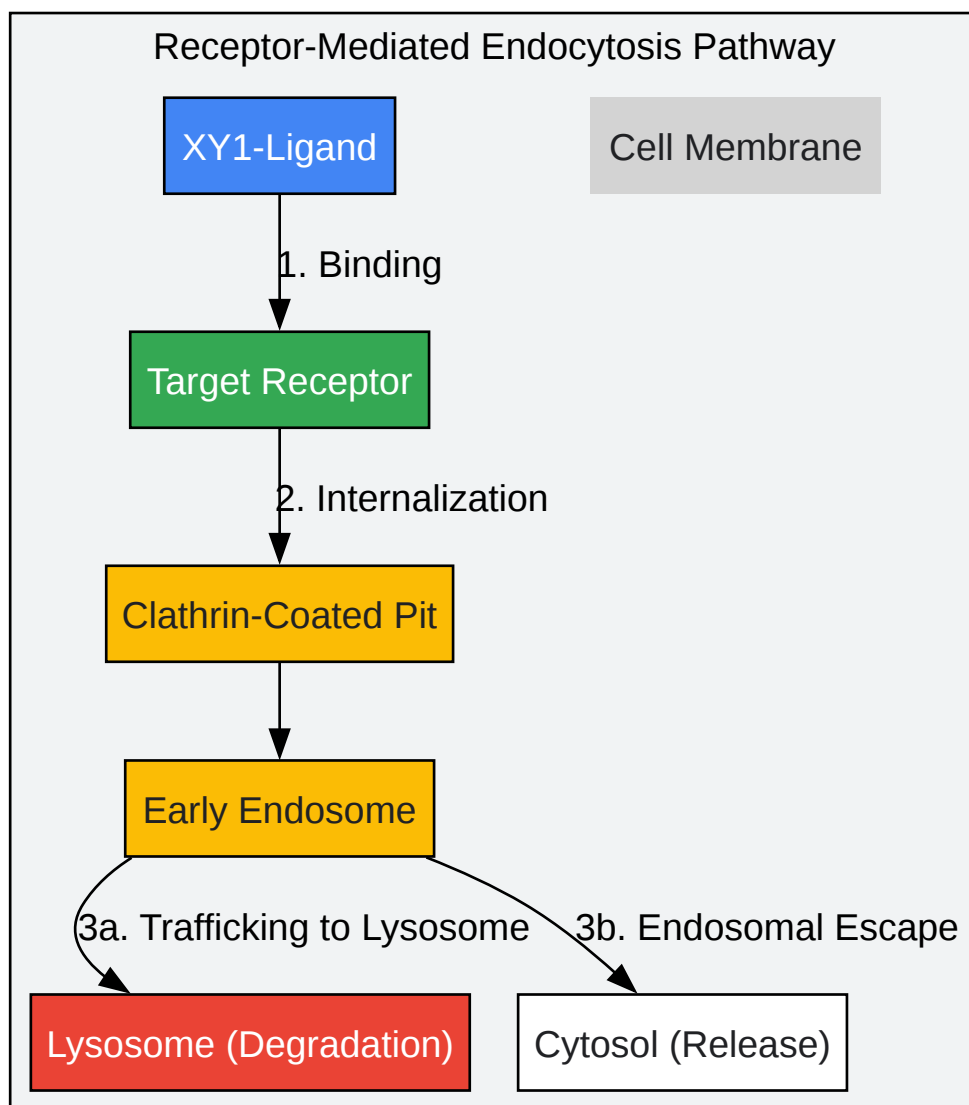 Receptor-Mediated Endocytosis Pathway
XY1-Ligand
Cell Membrane
1. Binding
Target Receptor
2. Internalization
Clathrin-Coated Pit
Early Endosome
3a. Trafficking to Lysosome
3b. Endosomal Escape
Lysosome (Degradation)
Cytosol (Release)